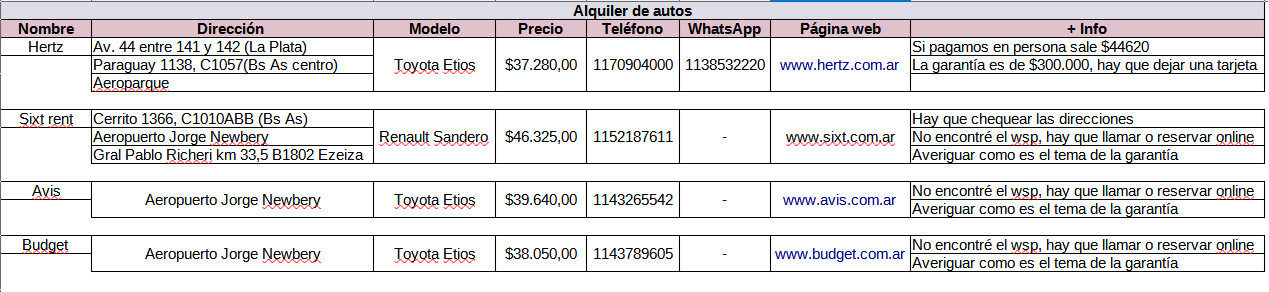 Alquiler de autos
Nombre Dirección Modelo Precio Teléfono WhatsApp Página web + Info
Hertz Av. 44 entre 141 y 142 (La Plata) Si pagamos en persona sale $44620
Paraguay 1138, C1057(Bs As centro) Toyota Etios $37.280,00 1170904000 1138532220 www.hertz.com.ar La garantía es de $300.000, hay que dejar una tarjeta
Aeroparque
Sixt rent Cerrito 1366, C1010ABB (Bs As) Hay que chequear las direcciones
Aeropuerto Jorge Newbery Renault Sandero $46.325,00 1152187611 - www.sixt.com.ar No encontré el wsp, hay que llamar o reservar online
Gral Pablo Richeri km 33,5 B1802 Ezeiza Averiguar como es el tema de la garantía
Avis Aeropuerto Jorge Newbery Toyota Etios $39.640,00 1143265542 - www.avis.com.ar No encontré el wsp, hay que llamar o reservar online
Averiguar como es el tema de la garantía
Budget Aeropuerto Jorge Newbery Toyota Etios $38.050,00 1143789605 - www.budget.com.ar No encontré el wsp, hay que llamar o reservar online
Averiguar como es el tema de la garantía